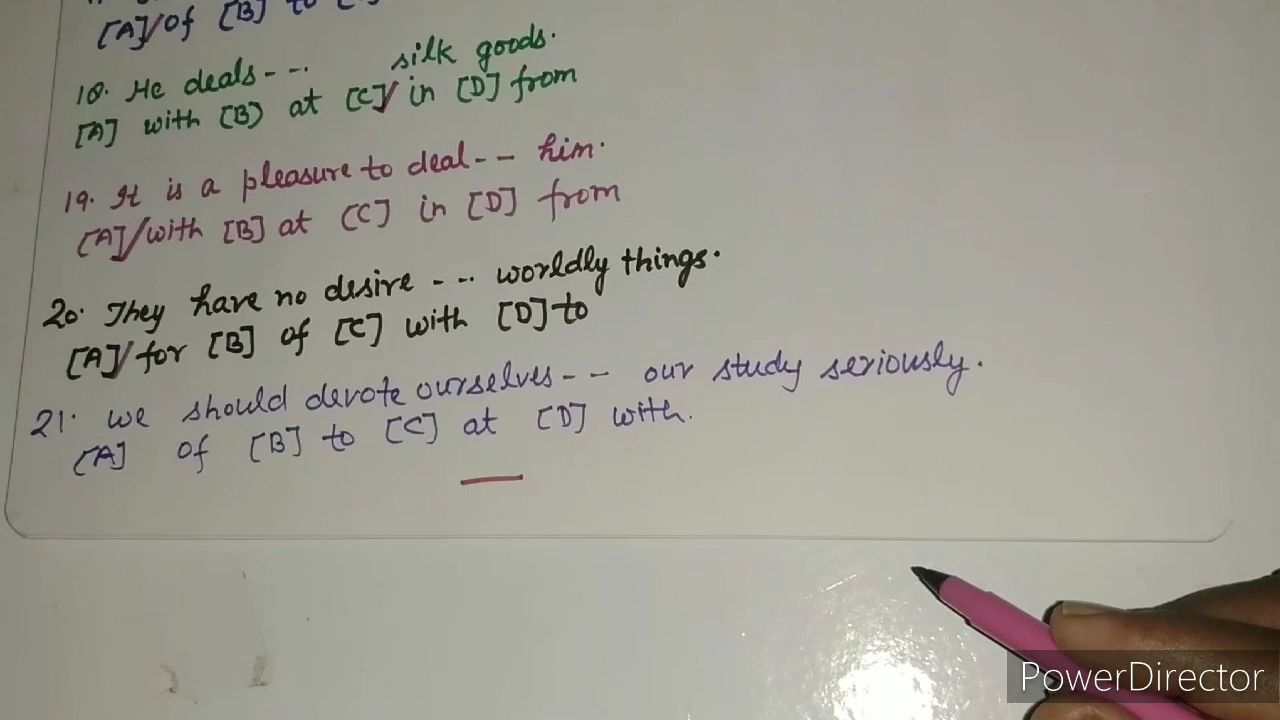 [A]/of [B] to
18. He deals--- silk goods.
[A] with [B) at [C]/ in [D] from
19. It is a pleasure to deal-- him.
[A]/with [B] at [C] in [D] from
20. They have no desire --- worldly things.
[A]/for [B] of [C] with [D] to
21. we should devote ourselves-- our study seriously.
[A] of [B] to [C] at [D] with.
PowerDirector